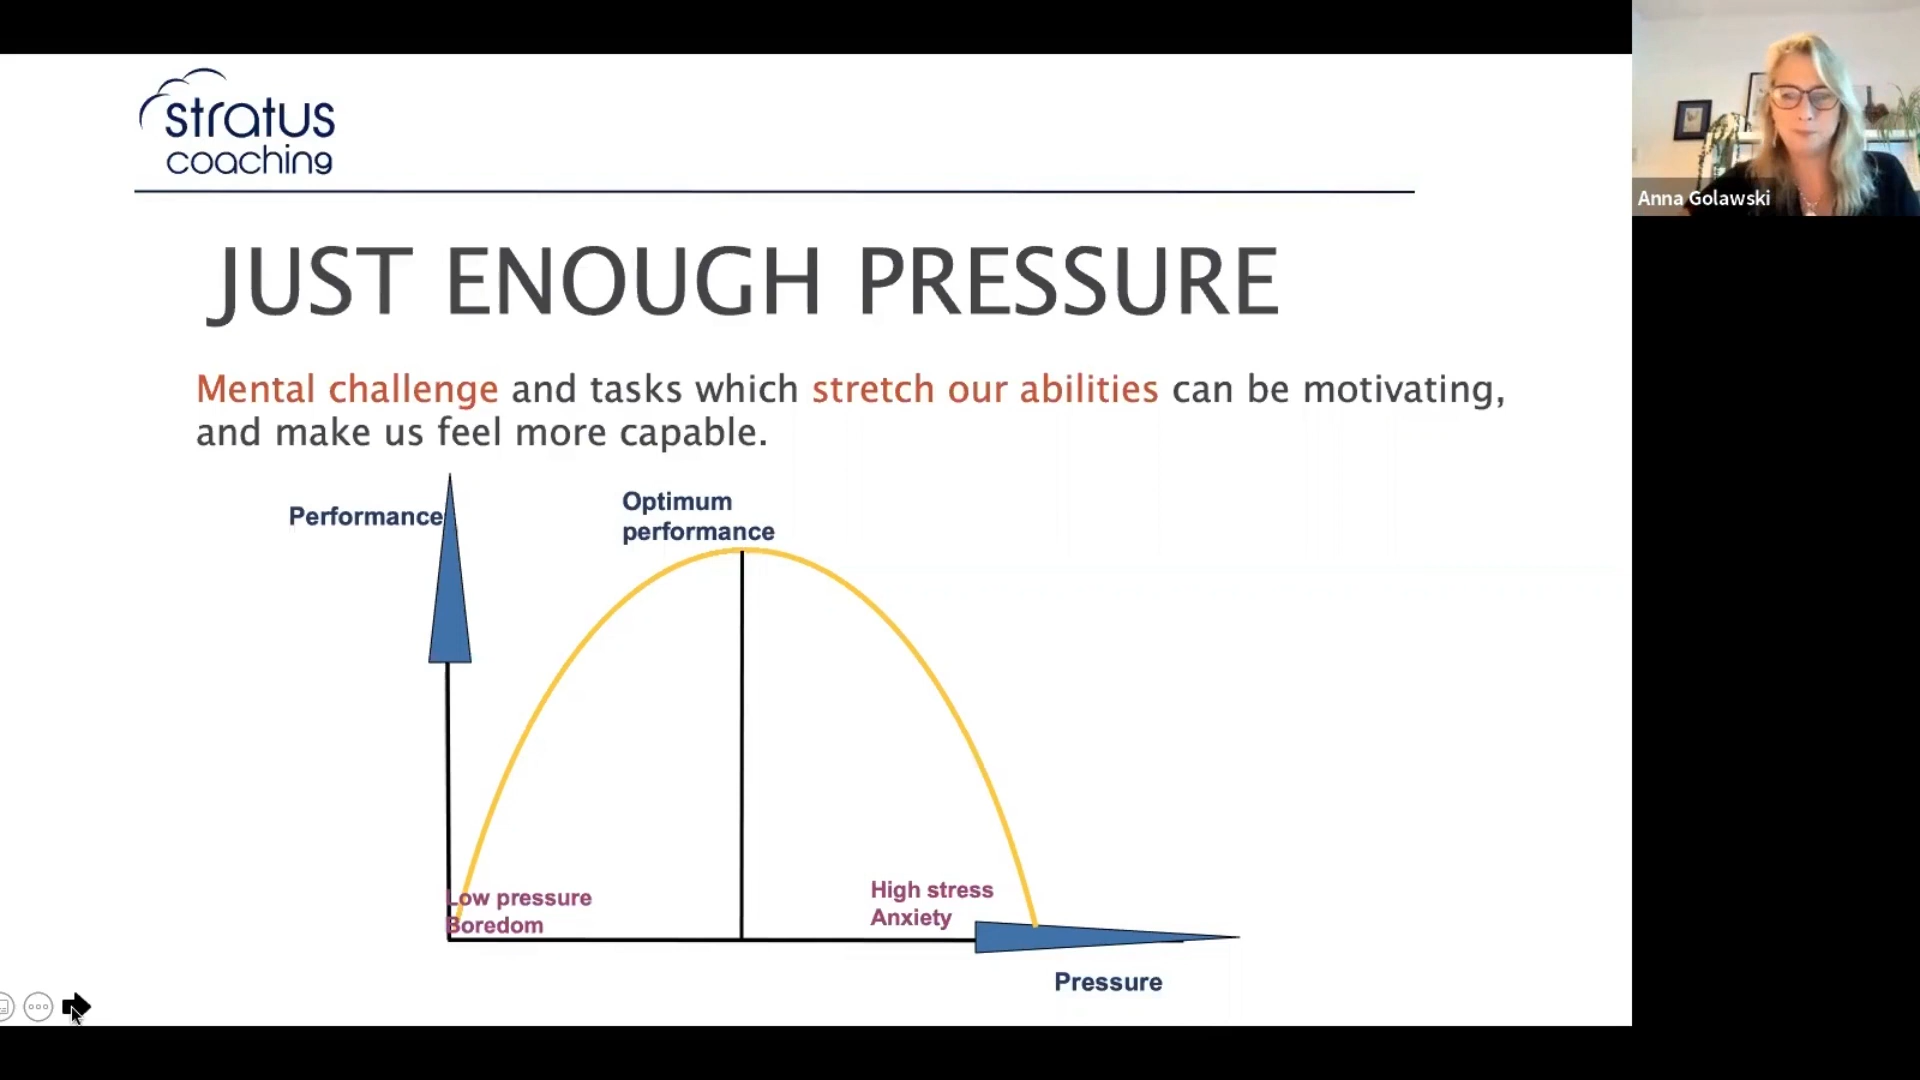 stratus
coaching
Anna Golawski
JUST ENOUGH PRESSURE
Mental challenge and tasks which stretch our abilities can be motivating,
and make us feel more capable.
Performance
Optimum
performance
Low pressure
Boredom
High stress
Anxiety
Pressure